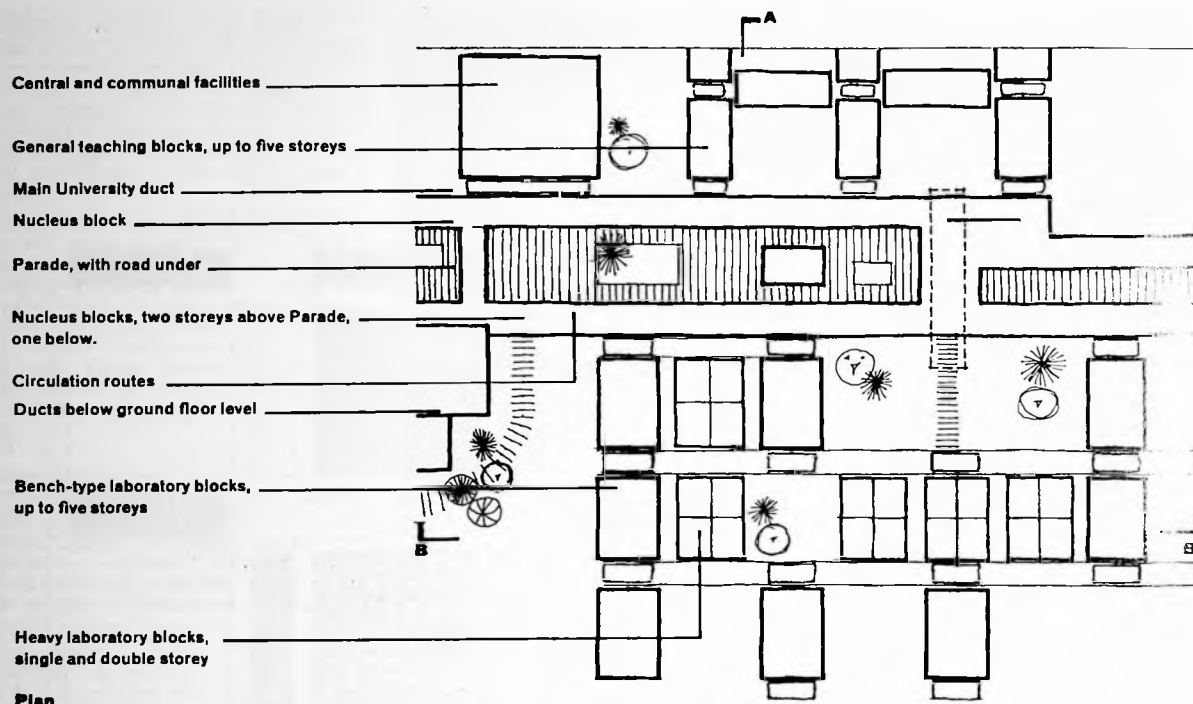 A
Central and communal facilities
General teaching blocks, up to five storeys
Main University duct
Nucleus block
Parade, with road under
Nucleus blocks, two storeys above Parade,
one below.
Circulation routes
Ducts below ground floor level
Bench-type laboratory blocks,
up to five storeys
B
Heavy laboratory blocks,
single and double storey
Plan